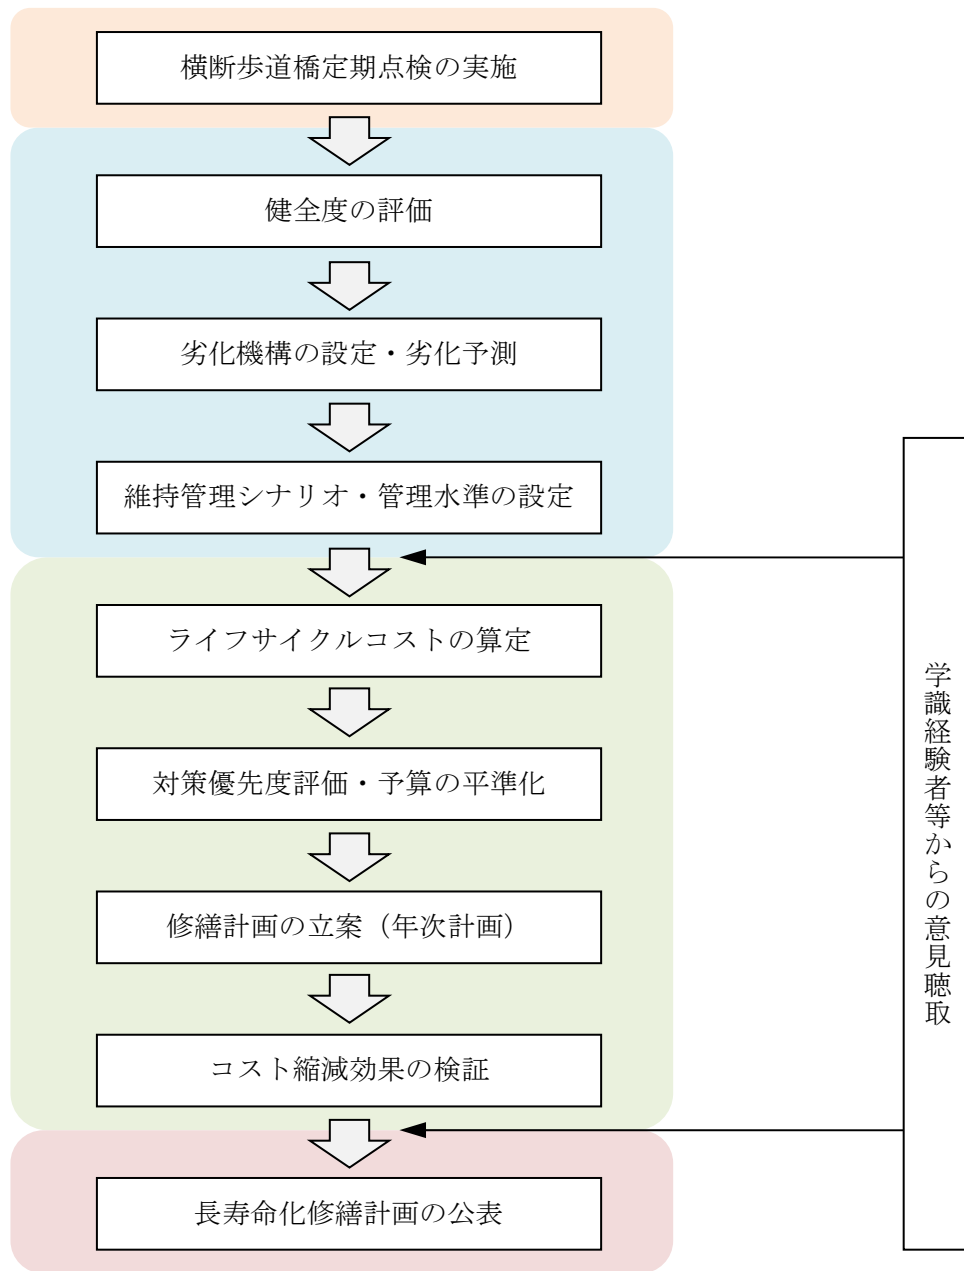 横断歩道橋定期点検の実施
健全度の評価
劣化機構の設定・劣化予測
維持管理シナリオ・管理水準の設定
ライフサイクルコストの算定
対策優先度評価・予算の平準化
修繕計画の立案（年次計画）
コスト縮減効果の検証
長寿命化修繕計画の公表
学識経験者等からの意見聴取